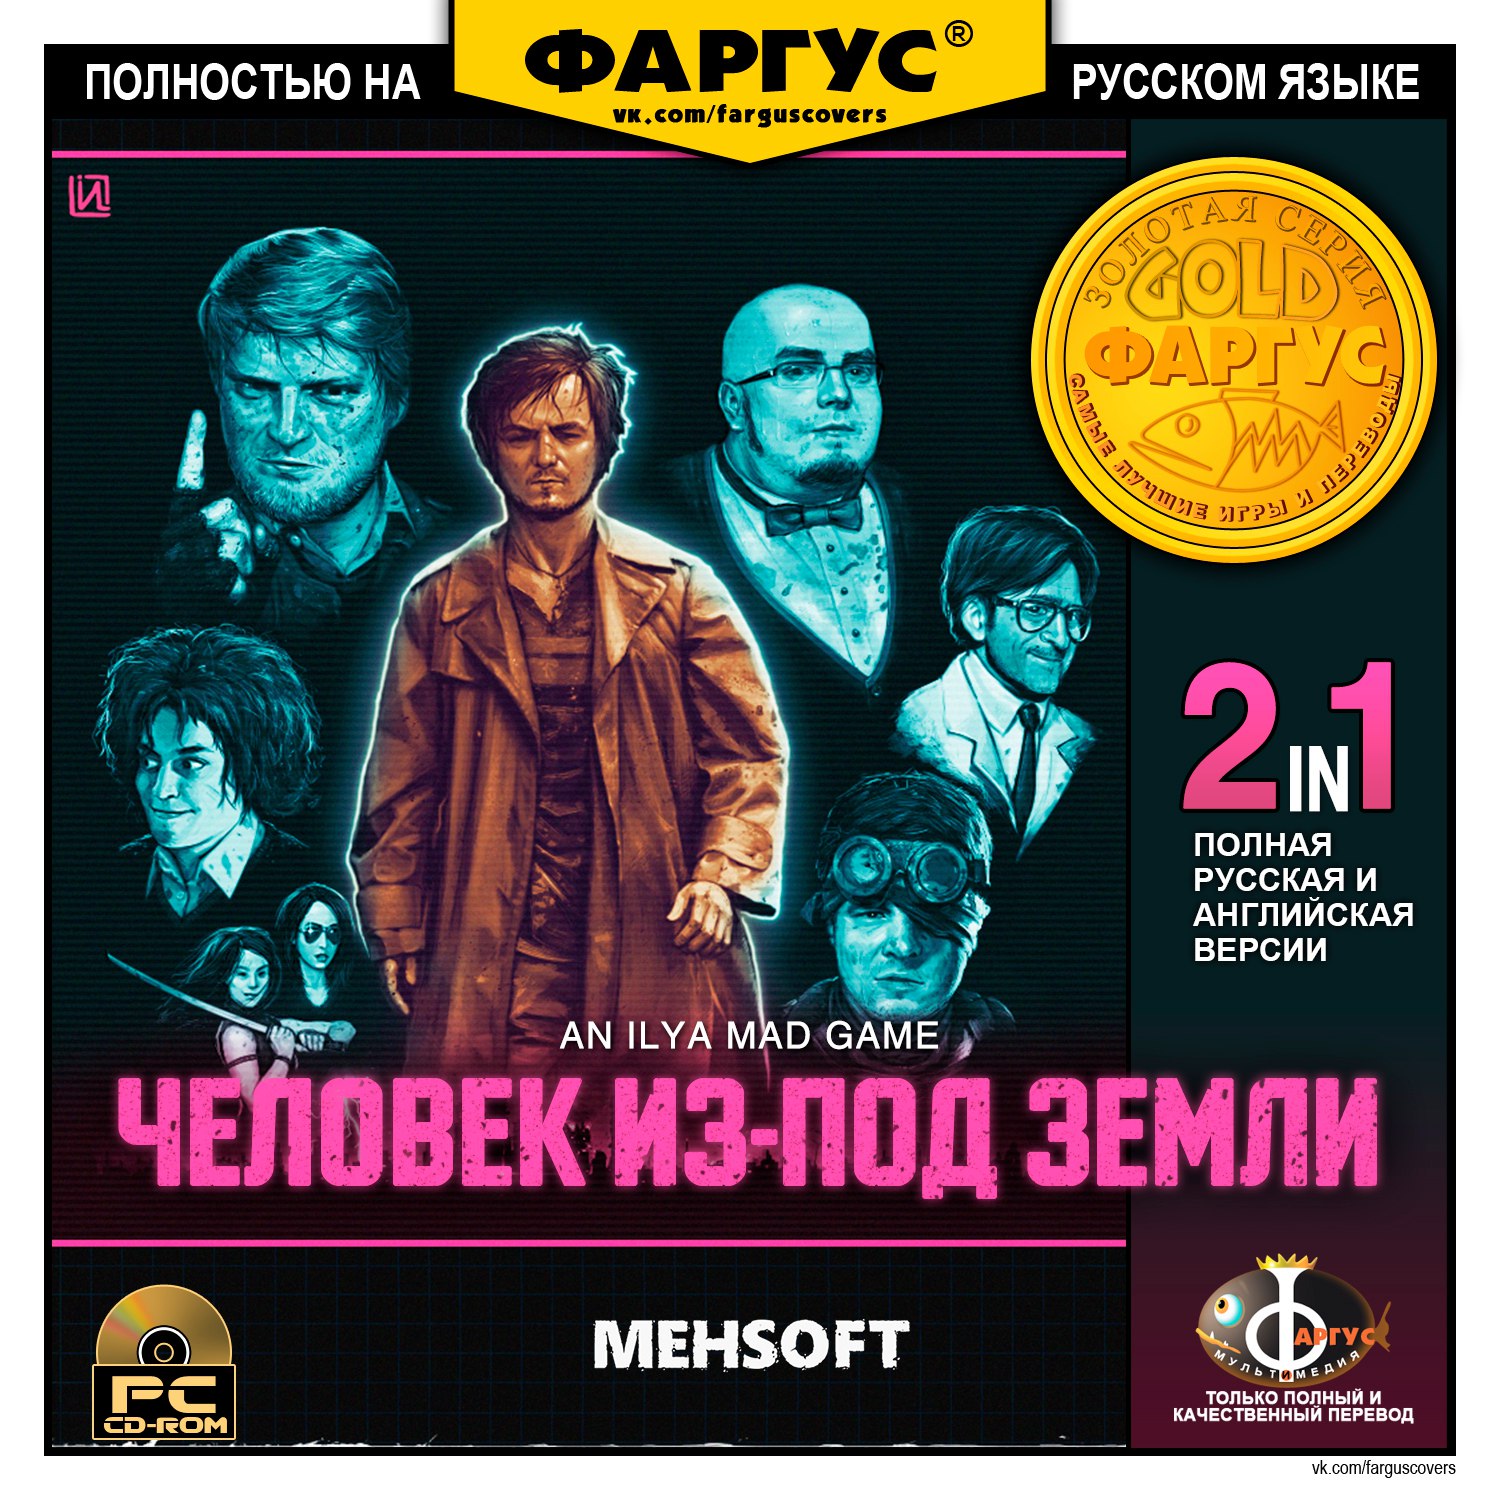 ПОЛНОСТЬЮ НА
ФАРГУС®
vk.com/farguscovers
РУССКОМ ЯЗЫКЕ
ЗОЛОТАЯ СЕРИЯ
GOLD
ФАРГУС
САМЫЕ ЛУЧШИЕ ИГРЫ И ПЕРЕВОДЫ
2IN1
ПОЛНАЯ
РУССКАЯ И
АНГЛИЙСКАЯ
ВЕРСИИ
AN ILYA MAD GAME
ЧЕЛОВЕК ИЗ-ПОД ЗЕМЛИ
MEHSOFT
PC
CD-ROM
ФАРГУС
МУЛЬТИМЕДИЯ
ТОЛЬКО ПОЛНЫЙ И
КАЧЕСТВЕННЫЙ ПЕРЕВОД
vk.com/farguscovers